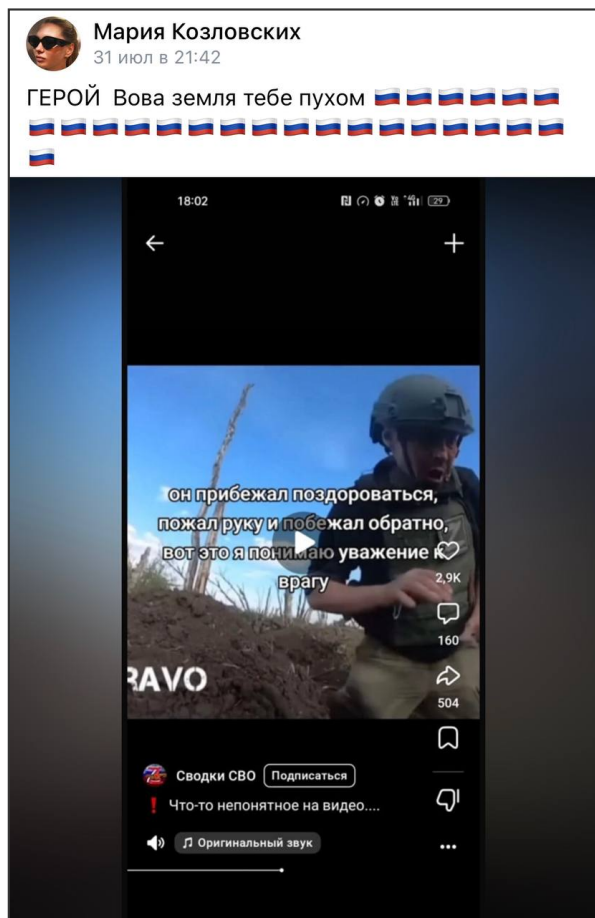 Мария Козловских
31 июл в 21:42
ГЕРОЙ Вова земля тебе пухом 🇷🇺🇷🇺🇷🇺🇷🇺🇷🇺🇷🇺
🇷🇺🇷🇺🇷🇺🇷🇺🇷🇺🇷🇺🇷🇺🇷🇺🇷🇺🇷🇺🇷🇺🇷🇺🇷🇺🇷🇺🇷🇺🇷🇺🇷🇺
🇷🇺
18:02
4G 29
он прибежал поздороваться,
пожал руку и побежал обратно,
вот это я понимаю уважение к
врагу
2,9K
160
RAVO
504
Сводки СВО Подписаться
❗ Что-то непонятное на видео....
Оригинальный звук